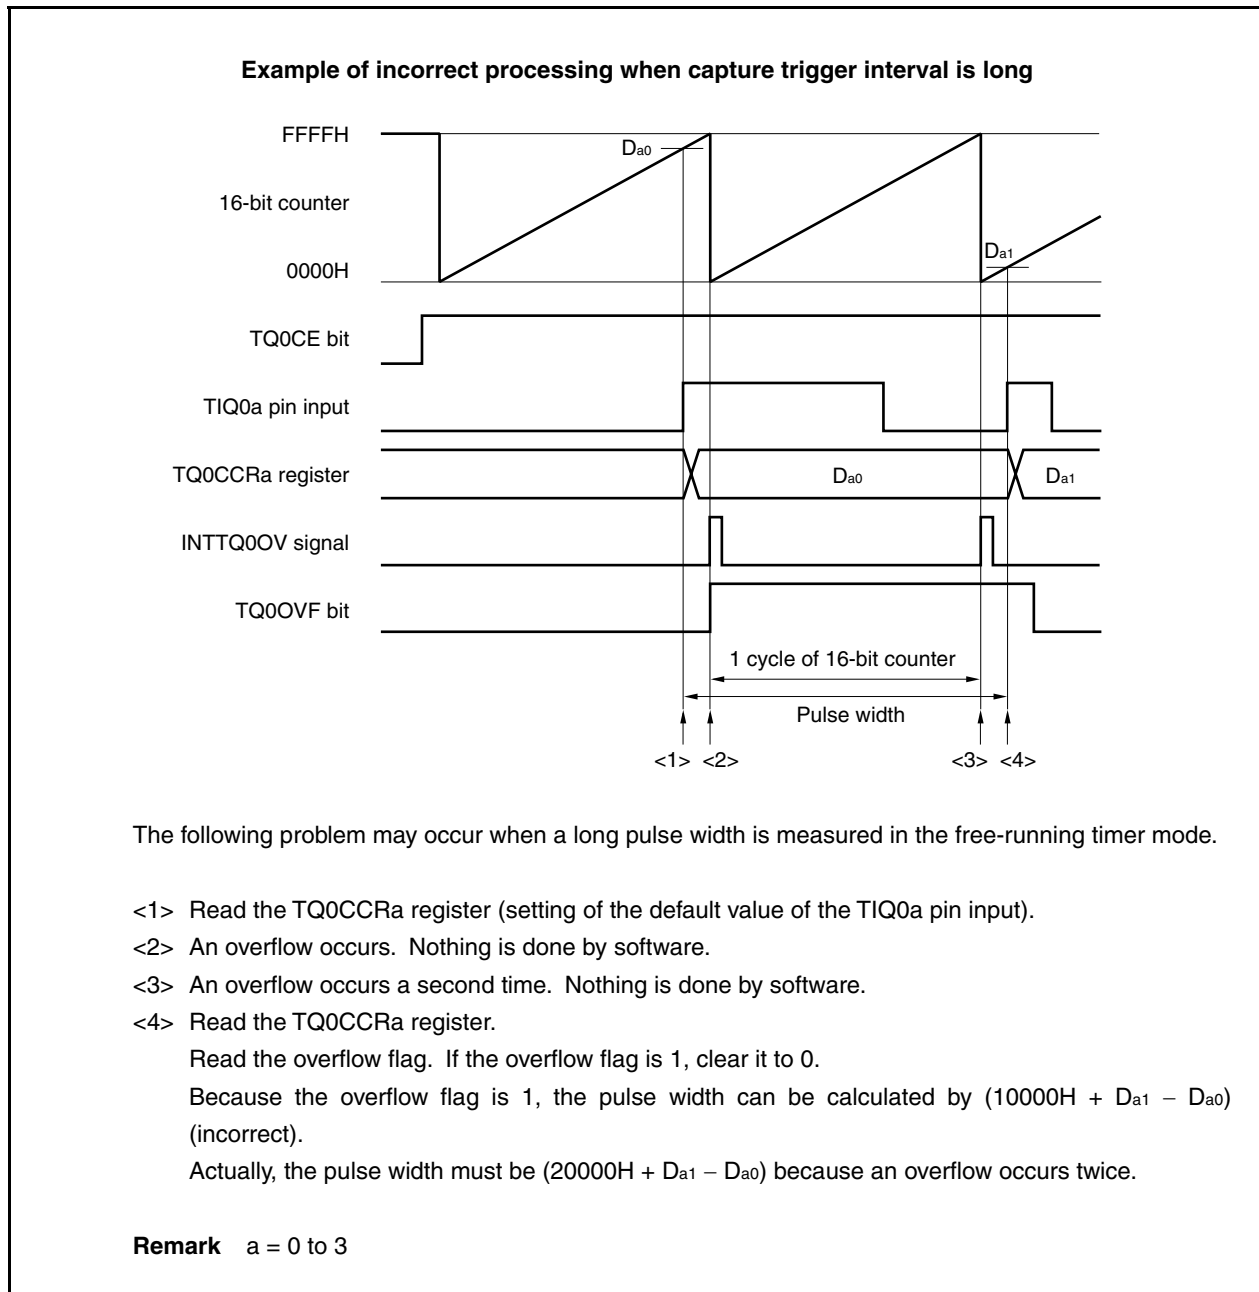 Example of incorrect processing when capture trigger interval is long
FFFFH
Da0
16-bit counter
Da1
0000H
TQ0CE bit
TIQ0a pin input
TQ0CCRa register
Da0
Da1
INTTQ0OV signal
TQ0OVF bit
1 cycle of 16-bit counter
Pulse width
<1> <2> <3> <4>
The following problem may occur when a long pulse width is measured in the free-running timer mode.
<1> Read the TQ0CCRa register (setting of the default value of the TIQ0a pin input).
<2> An overflow occurs. Nothing is done by software.
<3> An overflow occurs a second time. Nothing is done by software.
<4> Read the TQ0CCRa register.
Read the overflow flag. If the overflow flag is 1, clear it to 0.
Because the overflow flag is 1, the pulse width can be calculated by (10000H + Da1 − Da0)
(incorrect).
Actually, the pulse width must be (20000H + Da1 − Da0) because an overflow occurs twice.
Remark a = 0 to 3